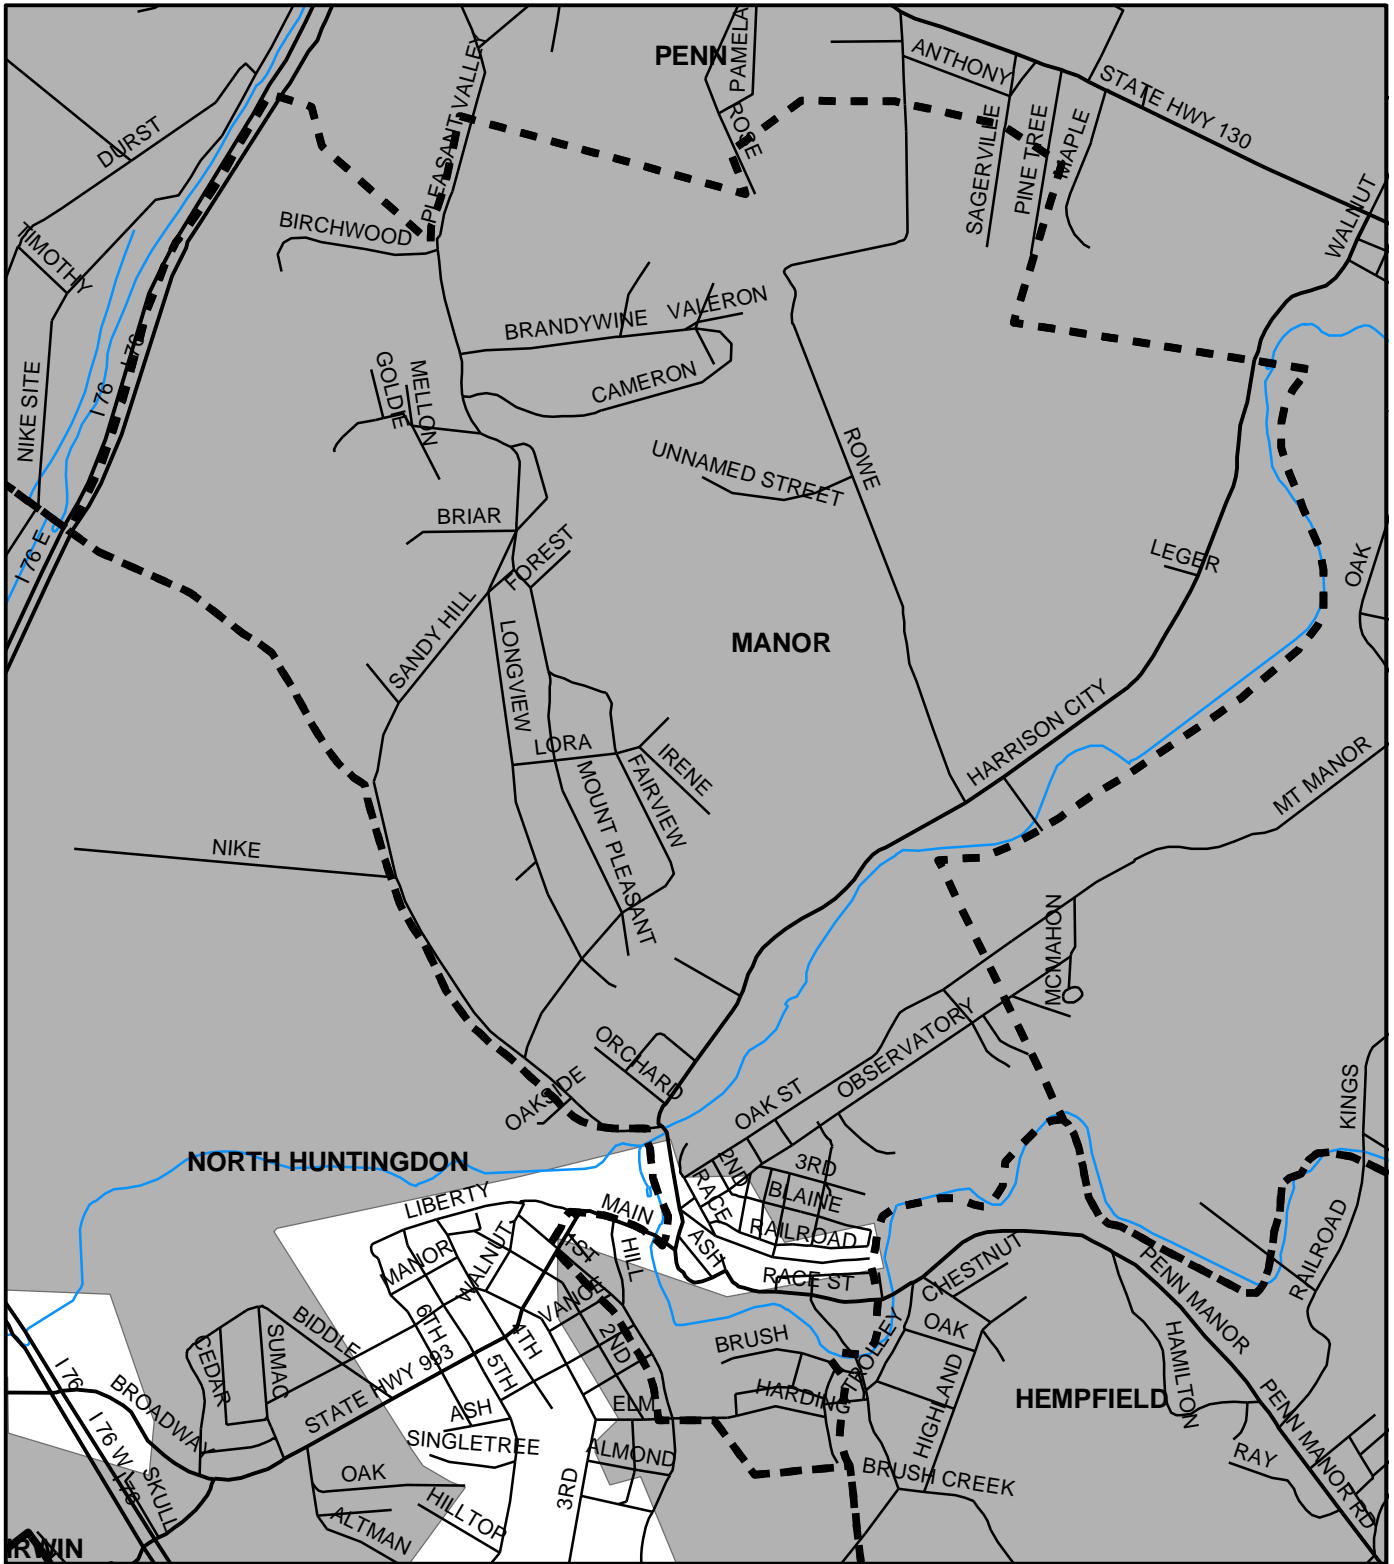 PENN
PAMELA
ANTHONY
STATE HWY 130
PLEASANT VALLEY
ROSE
SAGERVILLE
PINE TREE
MAPLE
DURST
WALNUT
TIMOTHY
BIRCHWOOD
BRANDYWINE
VALERON
I 76
I 76
NIKE SITE
GOLDIE
MELLON
CAMERON
UNNAMED STREET
ROWE
BRIAR
FOREST
I 76 E
LEGER
OAK
SANDY HILL
LONGVIEW
MANOR
HARRISON CITY
LORA
IRENE
FAIRVIEW
MOUNT PLEASANT
MT MANOR
NIKE
MCMAHON
ORCHARD
OBSERVATORY
OAKSIDE
OAK ST
KINGS
NORTH HUNTINGDON
2ND
3RD
RACE
BLAINE
LIBERTY
MAIN
RAILROAD
WALNUT
1ST
HILL
ASH
MANOR
RACE ST
CHESTNUT
PENN MANOR
RAILROAD
VANCE
BIDDLE
6TH
4TH
2ND
BRUSH
TROLLEY
OAK
CEDAR
SUMAC
STATE HWY 993
5TH
HAMILTON
I 76
BROADWAY
ASH
ELM
HARDING
HIGHLAND
HEMPFIELD
PENN MANOR RD
SINGLETREE
ALMOND
I 76 W
I 76
SKULL
OAK
3RD
BRUSH CREEK
RAY
HILLTOP
ALTMAN
IRWIN